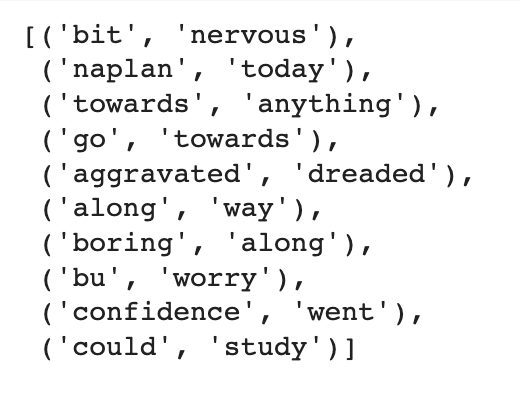 [('bit', 'nervous'),
('naplan', 'today'),
('towards', 'anything'),
('go', 'towards'),
('aggravated', 'dreaded'),
('along', 'way'),
('boring', 'along'),
('bu', 'worry'),
('confidence', 'went'),
('could', 'study')]